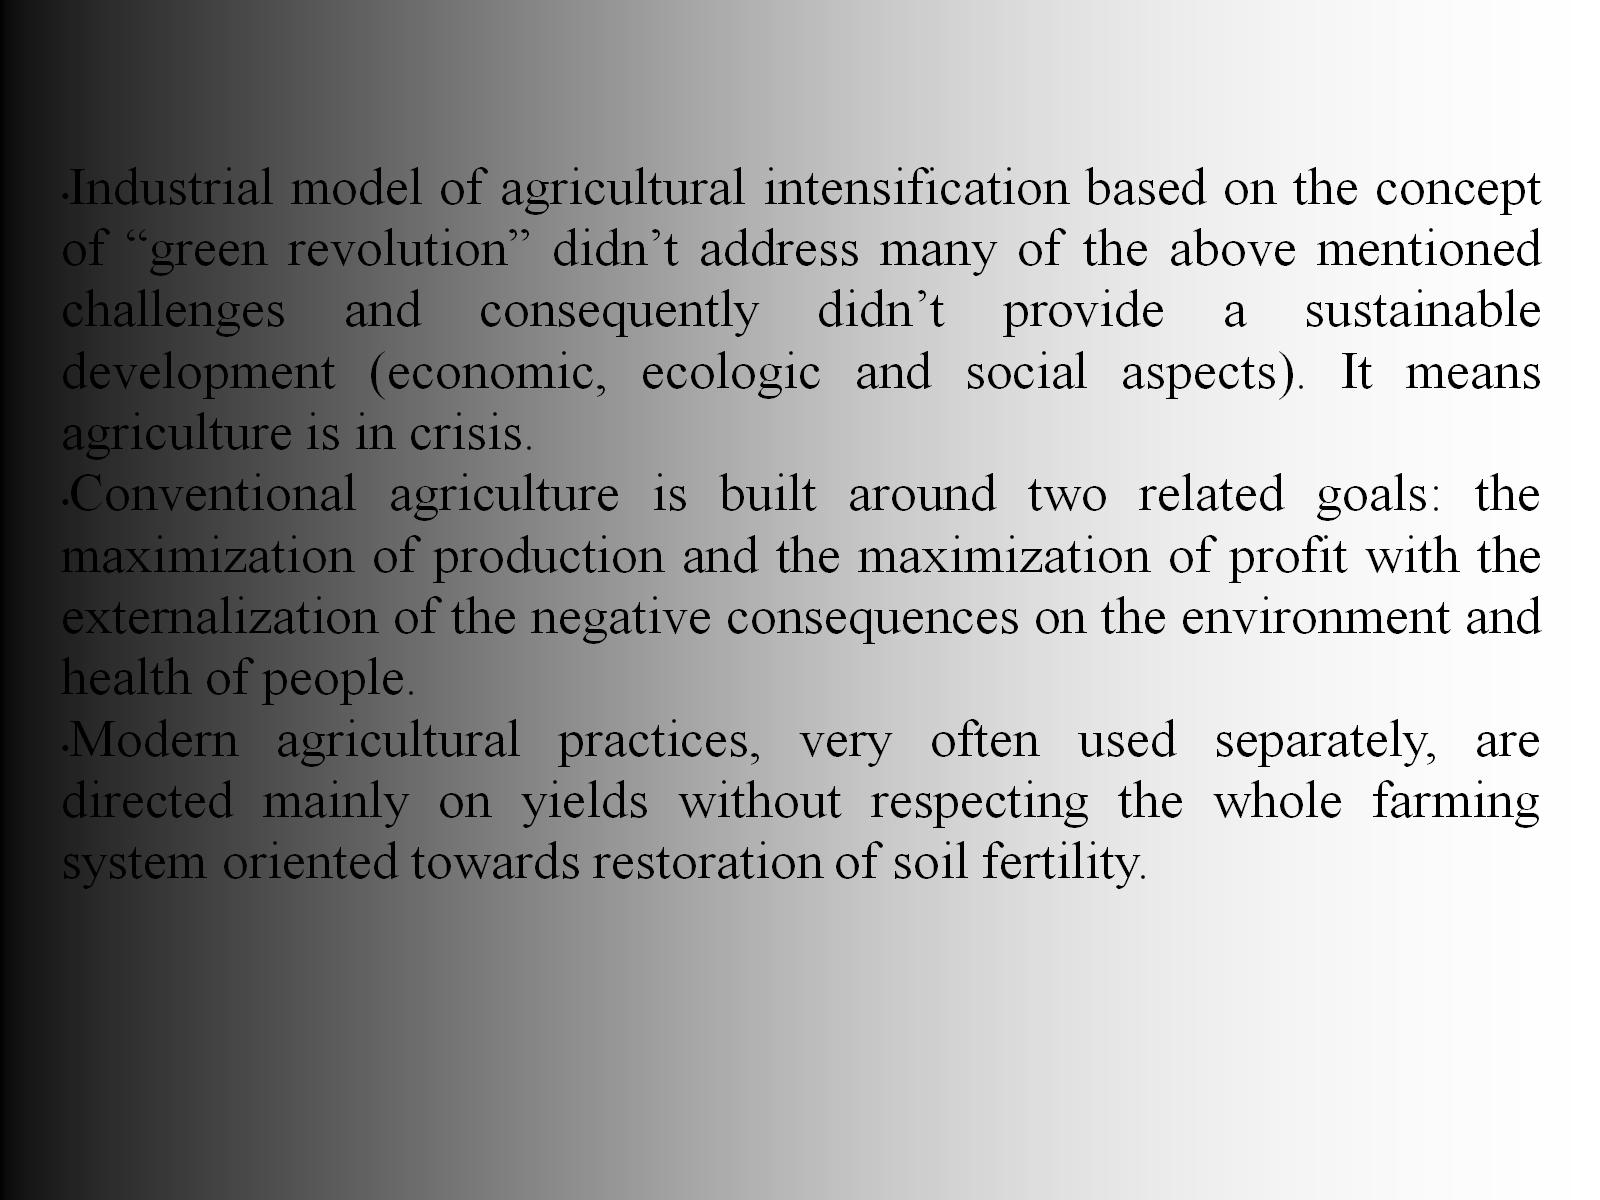 •Industrial model of agricultural intensification based on the concept
of “green revolution” didn’t address many of the above mentioned
challenges and consequently didn’t provide a sustainable
development (economic, ecologic and social aspects). It means
agriculture is in crisis.
•Conventional agriculture is built around two related goals: the
maximization of production and the maximization of profit with the
externalization of the negative consequences on the environment and
health of people.
•Modern agricultural practices, very often used separately, are
directed mainly on yields without respecting the whole farming
system oriented towards restoration of soil fertility.